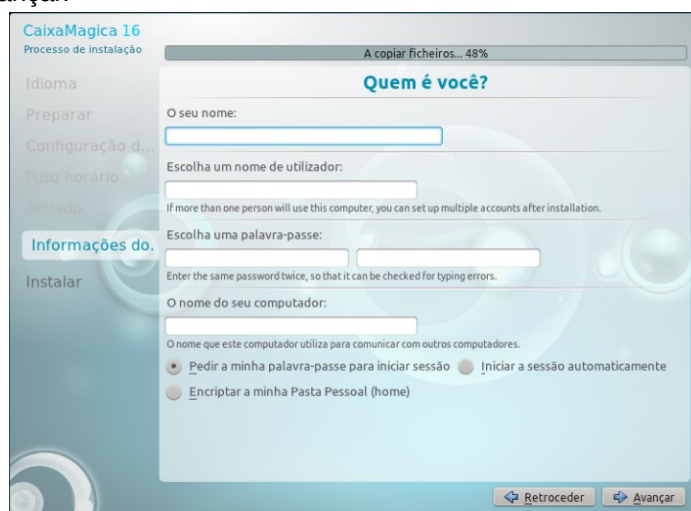 CaixaMagica 16
Processo de instalação
A copiar ficheiros... 48%
Idioma
Preparar
Configuração d...
Fuso horário
Teclado
Informações do.
Instalar
Quem é você?
O seu nome:
Escolha um nome de utilizador:
If more than one person will use this computer, you can set up multiple accounts after installation.
Escolha uma palavra-passe:
Enter the same password twice, so that it can be checked for typing errors.
O nome do seu computador:
O nome que este computador utiliza para comunicar com outros computadores.
Pedir a minha palavra-passe para iniciar sessão Iniciar a sessão automaticamente
Encriptar a minha Pasta Pessoal (home)
Retroceder Avançar